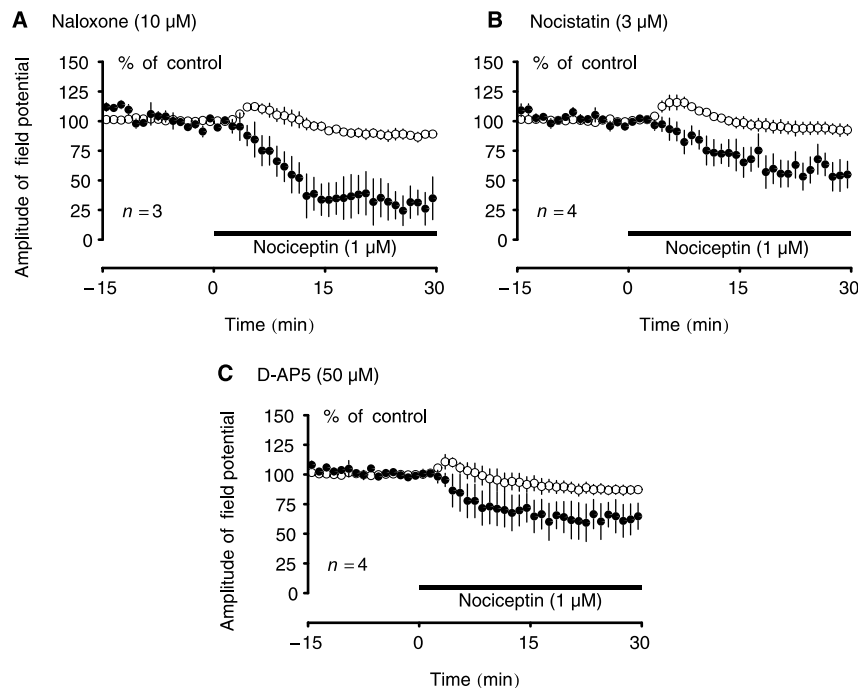 A Naloxone (10 µM)
% of control
150
125
100
75
50
25
0
Amplitude of field potential
n = 3
Nociceptin (1 µM)
−15 0 15 30
Time (min)
B Nocistatin (3 µM)
% of control
150
125
100
75
50
25
0
n = 4
Nociceptin (1 µM)
−15 0 15 30
Time (min)
C D-AP5 (50 µM)
% of control
150
125
100
75
50
25
0
Amplitude of field potential
n = 4
Nociceptin (1 µM)
−15 0 15 30
Time (min)